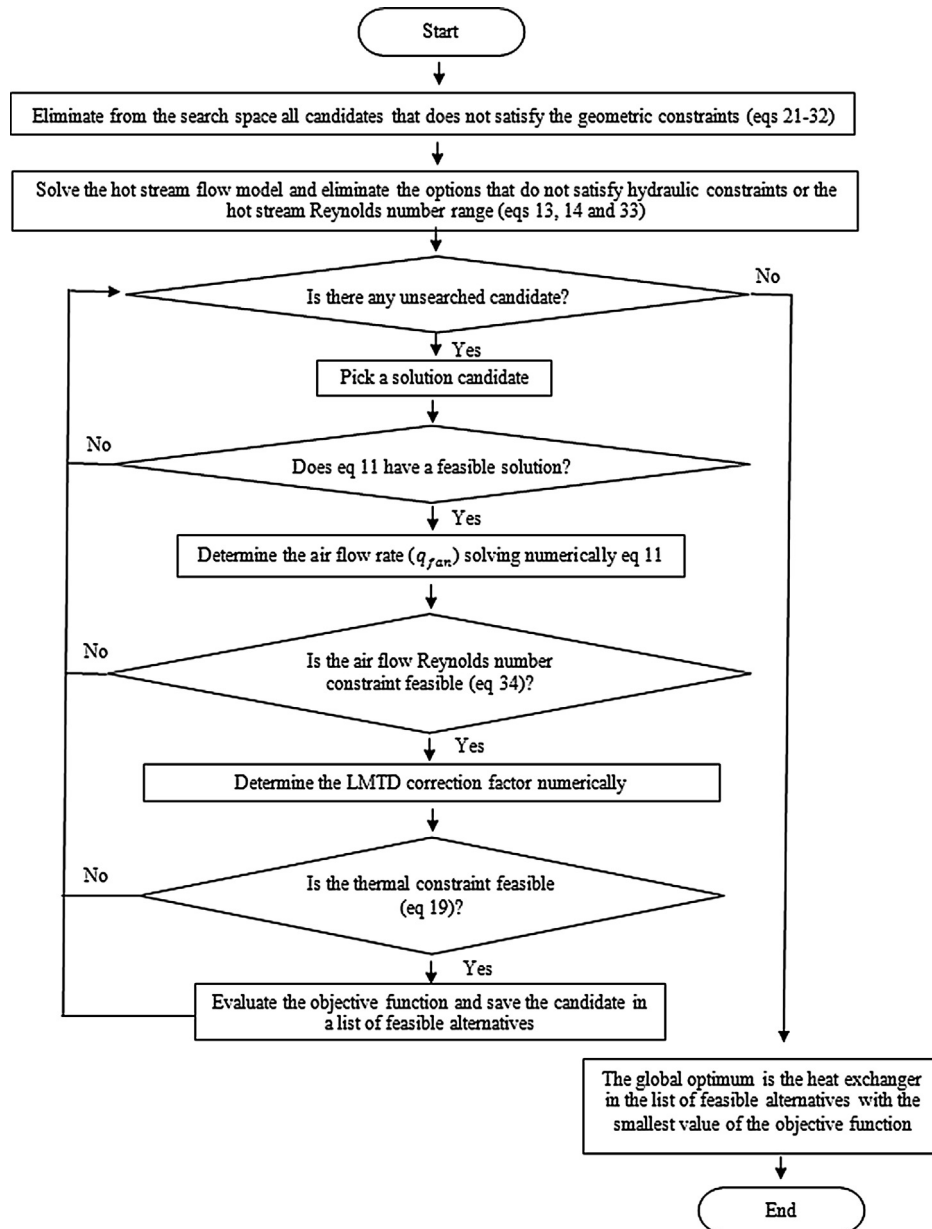 Start
Eliminate from the search space all candidates that does not satisfy the geometric constraints (eqs 21-32)
Solve the hot stream flow model and eliminate the options that do not satisfy hydraulic constraints or the
hot stream Reynolds number range (eqs 13, 14 and 33)
No
Is there any unsearched candidate?
Yes
Pick a solution candidate
No
Does eq 11 have a feasible solution?
Yes
Determine the air flow rate (q_fan) solving numerically eq 11
No
Is the air flow Reynolds number
constraint feasible (eq 34)?
Yes
Determine the LMTD correction factor numerically
No
Is the thermal constraint feasible
(eq 19)?
Yes
Evaluate the objective function and save the candidate in
a list of feasible alternatives
The global optimum is the heat exchanger
in the list of feasible alternatives with the
smallest value of the objective function
End